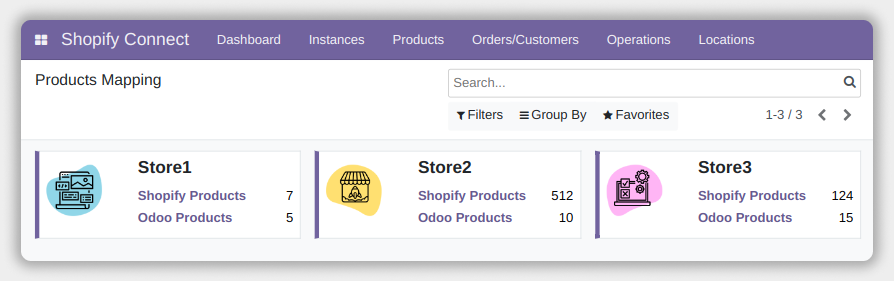 Shopify Connect Dashboard Instances Products Orders/Customers Operations Locations
Products Mapping
Search...
Filters Group By Favorites 1-3 / 3
Store1
Shopify Products 7
Odoo Products 5
Store2
Shopify Products 512
Odoo Products 10
Store3
Shopify Products 124
Odoo Products 15